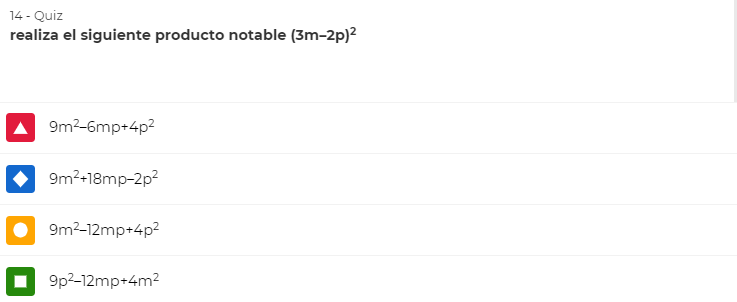 14 - Quiz
realiza el siguiente producto notable (3m–2p)²
9m²–6mp+4p²
9m²+18mp–2p²
9m²–12mp+4p²
9p²–12mp+4m²